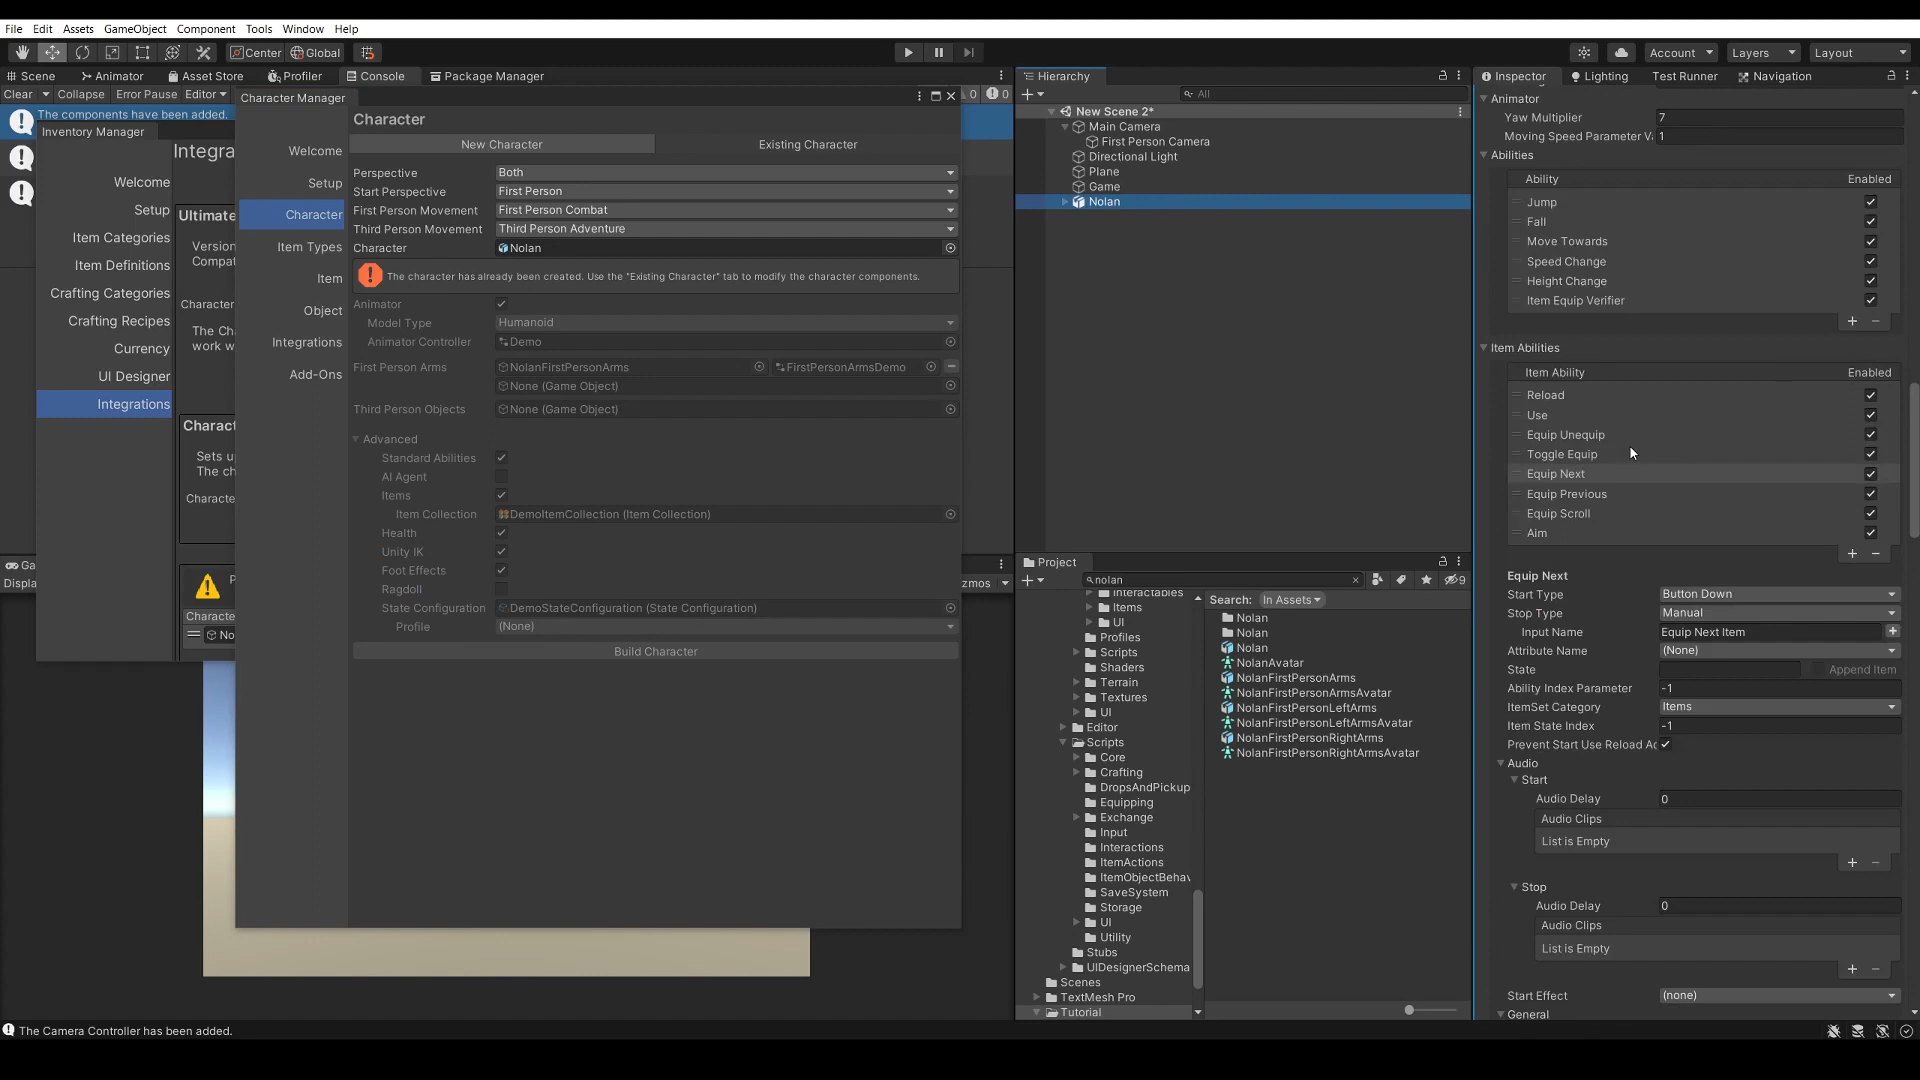 File Edit Assets GameObject Component Tools Window Help
Center Global
Account Layers Layout
Scene Animator Asset Store Profiler Console Package Manager
Clear Collapse Error Pause Editor
0 0
The components have been added.
Inventory Manager
Integra
Welcome
Setup
Item Categories
Item Definitions
Crafting Categories
Crafting Recipes
Currency
UI Designer
Integrations
Ultimate
Version
Compat
Character
The Cha
work w
Charact
Sets up
The ch
Character
P
Character
No
Ga
Displa
zmos
Character Manager
Welcome
Setup
Character
Item Types
Item
Object
Integrations
Add-Ons
Character
New Character Existing Character
Perspective Both
Start Perspective First Person
First Person Movement First Person Combat
Third Person Movement Third Person Adventure
Character Nolan
The character has already been created. Use the "Existing Character" tab to modify the character components.
Animator
Model Type Humanoid
Animator Controller Demo
First Person Arms NolanFirstPersonArms FirstPersonArmsDemo
None (Game Object)
Third Person Objects None (Game Object)
Advanced
Standard Abilities
AI Agent
Items
Item Collection DemoItemCollection (Item Collection)
Health
Unity IK
Foot Effects
Ragdoll
State Configuration DemoStateConfiguration (State Configuration)
Profile (None)
Build Character
Hierarchy
All
New Scene 2*
Main Camera
First Person Camera
Directional Light
Plane
Game
Nolan
Project
nolan 9
Interactables
Items
UI
Profiles
Scripts
Shaders
Terrain
Textures
UI
Editor
Scripts
Core
Crafting
DropsAndPickup
Equipping
Exchange
Input
Interactions
ItemActions
ItemObjectBehav
SaveSystem
Storage
UI
Utility
Stubs
UIDesignerSchema
Scenes
TextMesh Pro
Tutorial
Search: In Assets
Nolan
Nolan
Nolan
NolanAvatar
NolanFirstPersonArms
NolanFirstPersonArmsAvatar
NolanFirstPersonLeftArms
NolanFirstPersonLeftArmsAvatar
NolanFirstPersonRightArms
NolanFirstPersonRightArmsAvatar
Inspector Lighting Test Runner Navigation
Animator
Yaw Multiplier 7
Moving Speed Parameter Va 1
Abilities
Ability Enabled
Jump
Fall
Move Towards
Speed Change
Height Change
Item Equip Verifier
Item Abilities
Item Ability Enabled
Reload
Use
Equip Unequip
Toggle Equip
Equip Next
Equip Previous
Equip Scroll
Aim
Equip Next
Start Type Button Down
Stop Type Manual
Input Name Equip Next Item
Attribute Name (None)
State Append Item
Ability Index Parameter -1
ItemSet Category Items
Item State Index -1
Prevent Start Use Reload Ac
Audio
Start
Audio Delay 0
Audio Clips
List is Empty
Stop
Audio Delay 0
Audio Clips
List is Empty
Start Effect (none)
General
The Camera Controller has been added.